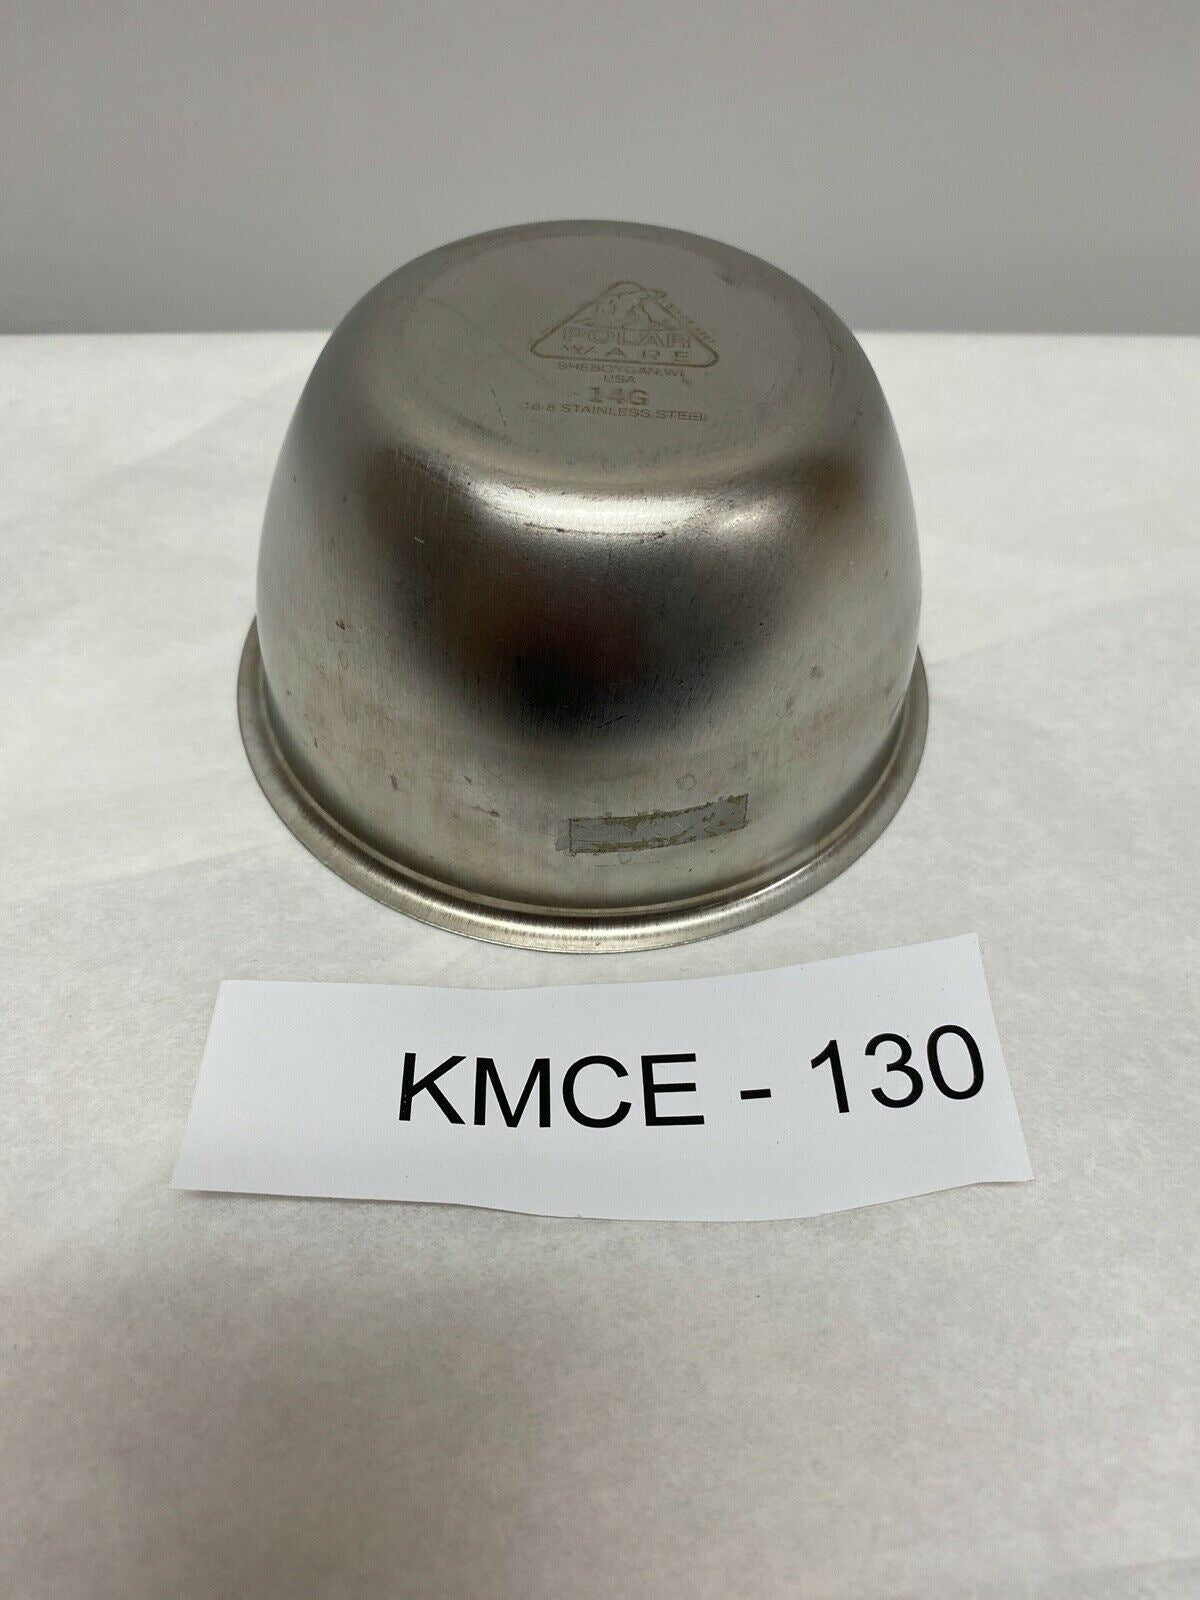 POLAR
WARE
SHEBOYGAN, WI
USA
14G
18-8 STAINLESS STEEL
KMCE - 130